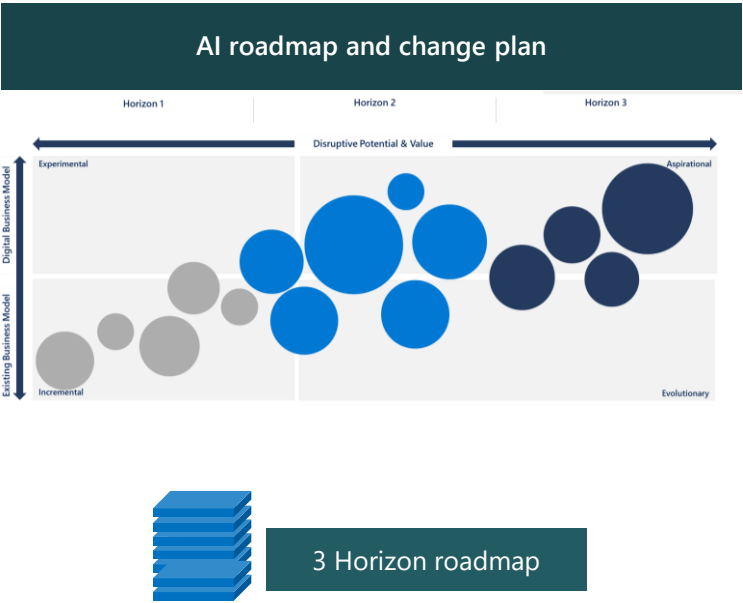 AI roadmap and change plan
Horizon 1
Horizon 2
Horizon 3
Disruptive Potential & Value
Experimental
Aspirational
Digital Business Model
Existing Business Model
Incremental
Evolutionary
3 Horizon roadmap